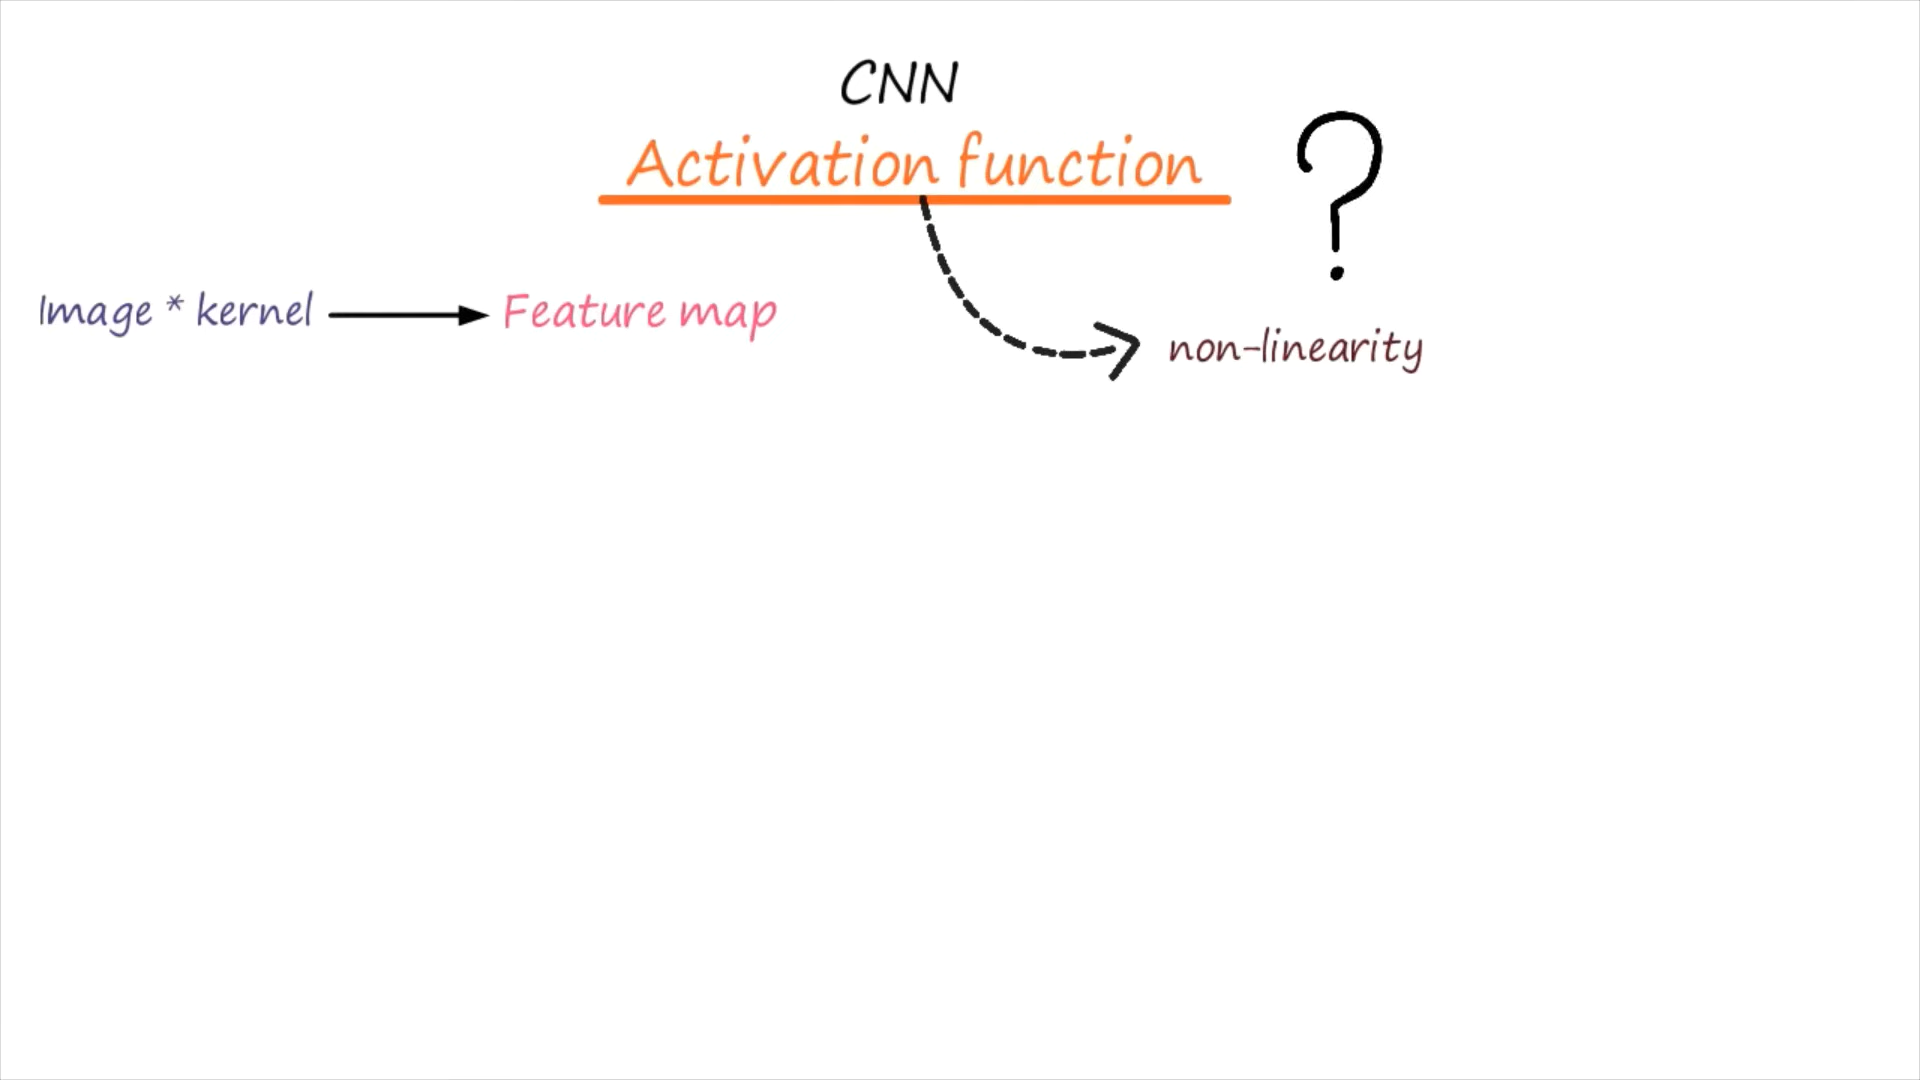 CNN
Activation function
?
Image * kernel
Feature map
non-linearity